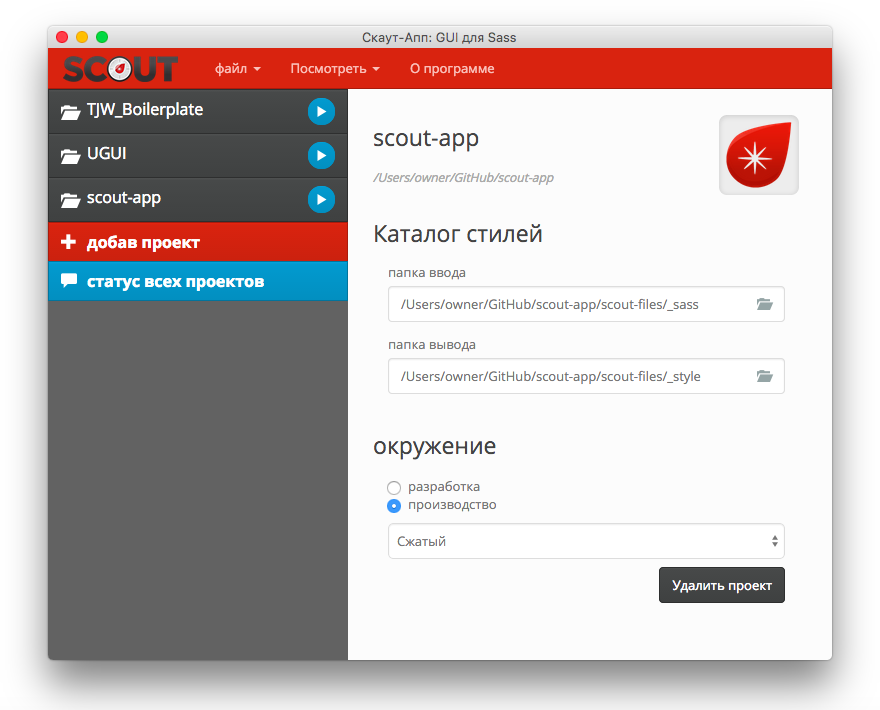 Скаут-Апп: GUI для Sass
SCOUT файл Посмотреть О программе
TJW_Boilerplate
UGUI
scout-app
добав проект
статус всех проектов
scout-app
/Users/owner/GitHub/scout-app
Каталог стилей
папка ввода
/Users/owner/GitHub/scout-app/scout-files/_sass
папка вывода
/Users/owner/GitHub/scout-app/scout-files/_style
окружение
разработка
производство
Сжатый
Удалить проект